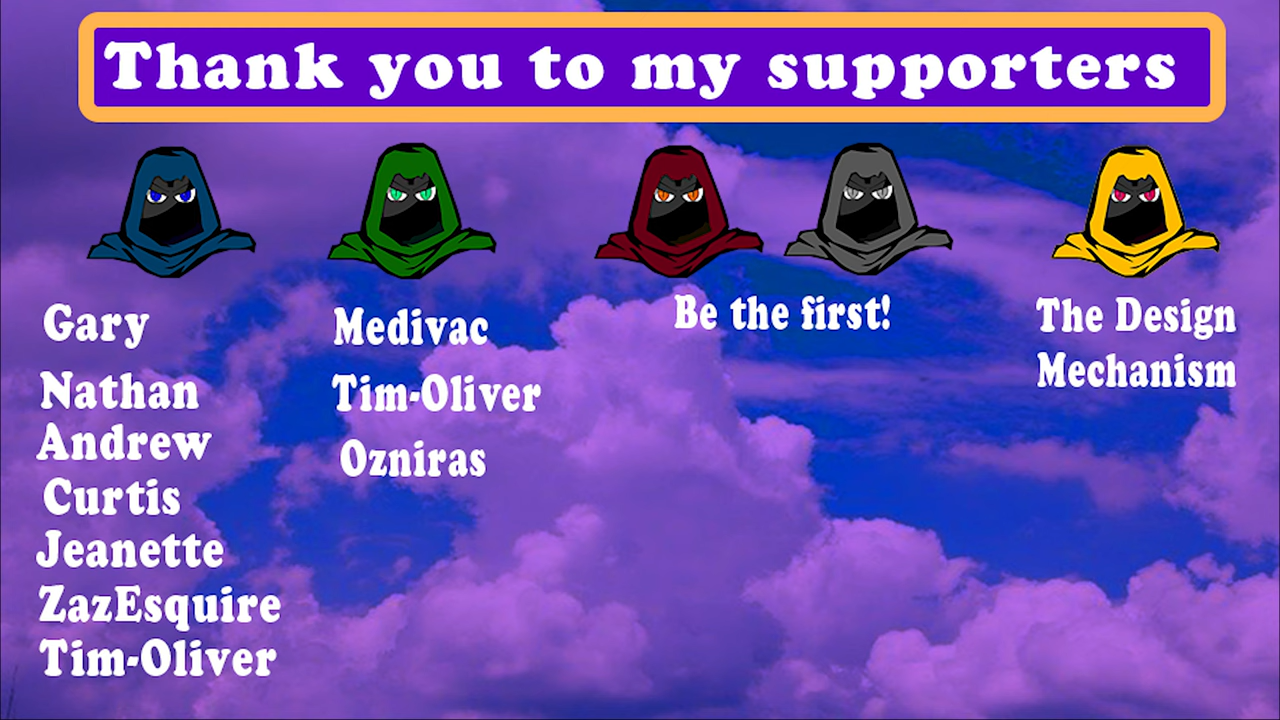 Thank you to my supporters
Gary
Nathan
Andrew
Curtis
Jeanette
ZazEsquire
Tim-Oliver
Medivac
Tim-Oliver
Ozniras
Be the first!
The Design
Mechanism